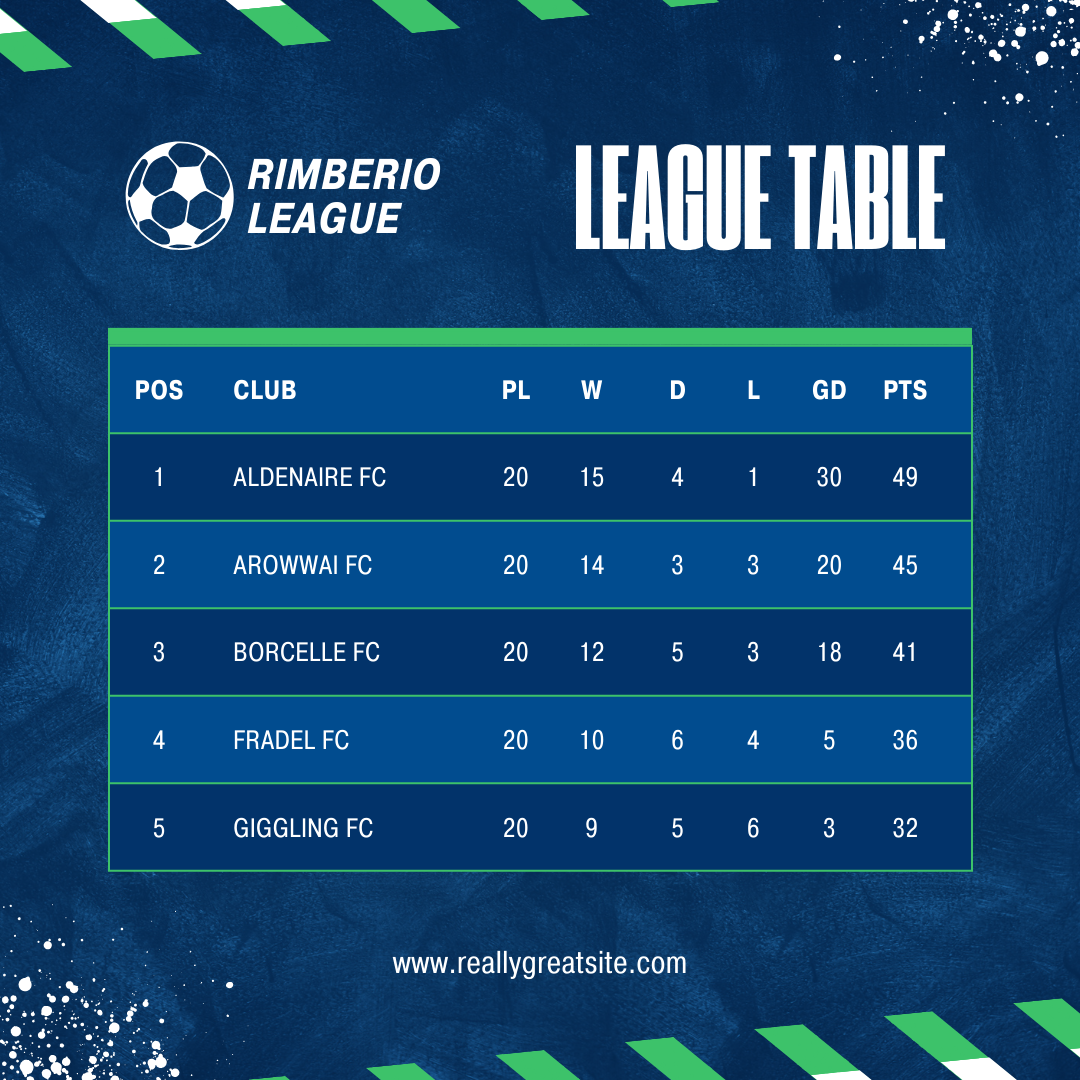 RIMBERIO
LEAGUE
LEAGUE TABLE
POS CLUB PL W D L GD PTS
1 ALDENAIRE FC 20 15 4 1 30 49
2 AROWWAI FC 20 14 3 3 20 45
3 BORCELLE FC 20 12 5 3 18 41
4 FRADEL FC 20 10 6 4 5 36
5 GIGGLING FC 20 9 5 6 3 32
www.reallygreatsite.com